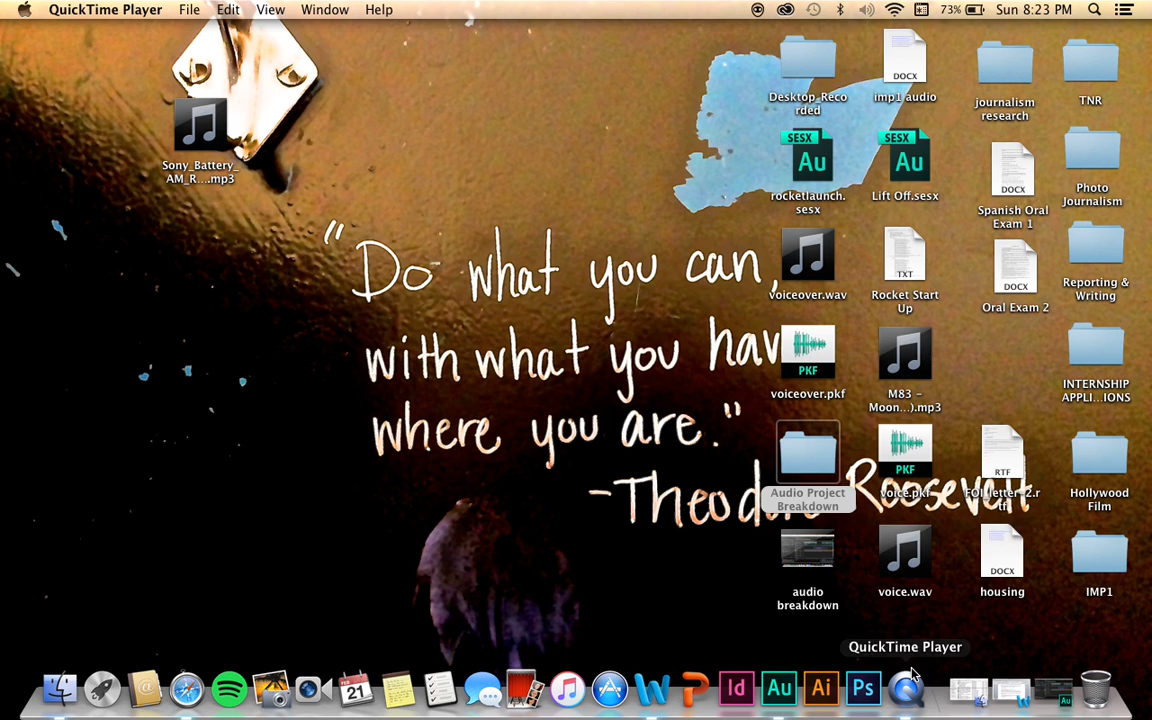 QuickTime Player File Edit View Window Help 73% Sun 8:23 PM
Sony_Battery_
AM_R....mp3
Desktop-Reco
rded
DOCX
imp1 audio
journalism
research
TNR
SESX
Au
rocketlaunch.
sesx
SESX
Au
Lift Off.sesx
DOCX
Spanish Oral
Exam 1
Photo
Journalism
voiceover.wav
TXT
Rocket Start
Up
DOCX
Oral Exam 2
Reporting &
Writing
PKF
voiceover.pkf
M83 –
Moon...).mp3
INTERNSHIP
APPLI...IONS
Audio Project
Breakdown
PKF
voice.pkf
RTF
Hollywood
Film
audio
breakdown
voice.wav
DOCX
housing
IMP1
"Do what you can,
with what you hav
where you are."
-Theodore Roosevelt
QuickTime Player
FEB
21
Id Au Ai Ps